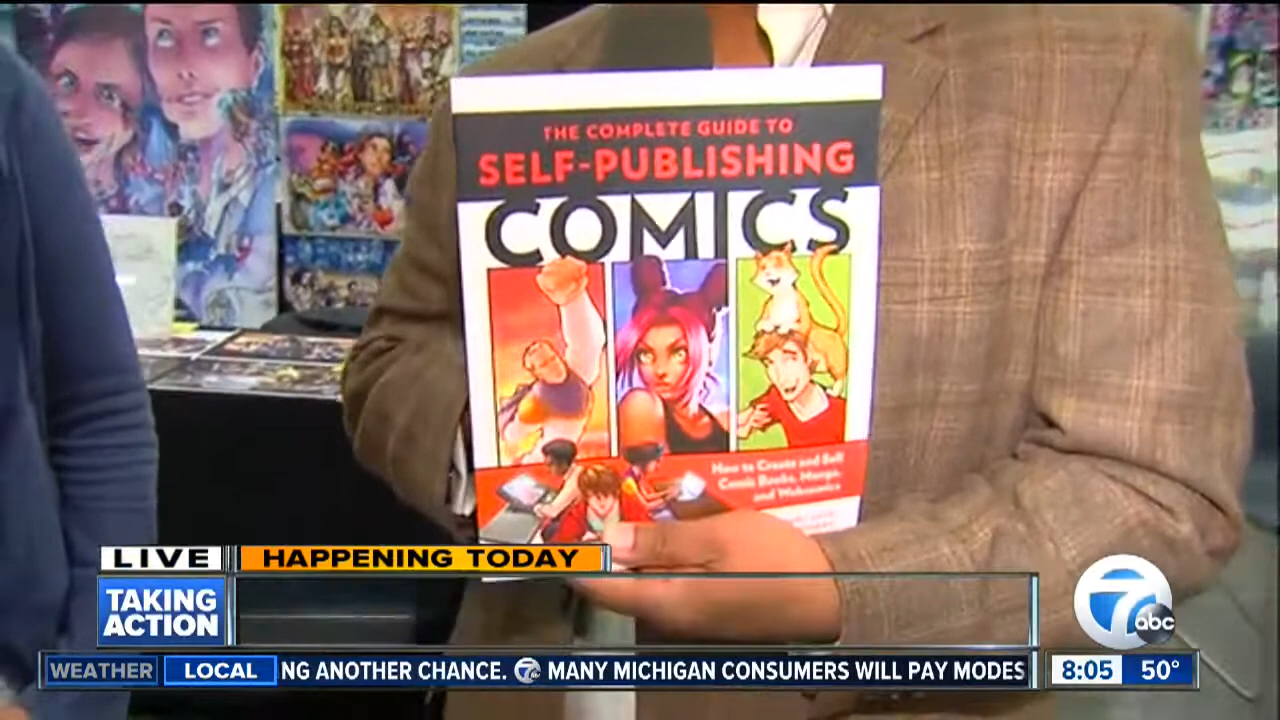 THE COMPLETE GUIDE TO
SELF-PUBLISHING
COMICS
How to Create and Sell
Comic Books, Manga,
and Webcomics
LIVE
HAPPENING TODAY
TAKING
ACTION
7
abc
WEATHER
LOCAL
NG ANOTHER CHANCE. 7 MANY MICHIGAN CONSUMERS WILL PAY MODES
8:05
50°